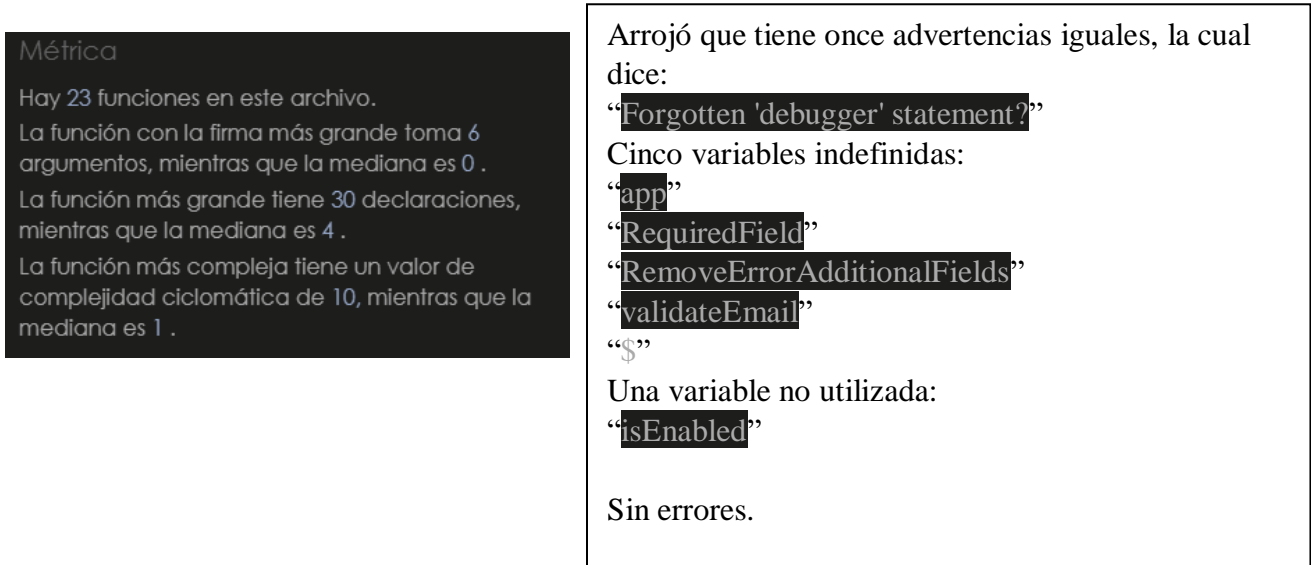 Métrica
Hay 23 funciones en este archivo.
La función con la firma más grande toma 6
argumentos, mientras que la mediana es 0 .
La función más grande tiene 30 declaraciones,
mientras que la mediana es 4 .
La función más compleja tiene un valor de
complejidad ciclomática de 10, mientras que la
mediana es 1 .
Arrojó que tiene once advertencias iguales, la cual
dice:
“Forgotten 'debugger' statement?”
Cinco variables indefinidas:
“app”
“RequiredField”
“RemoveErrorAdditionalFields”
“validateEmail”
“$”
Una variable no utilizada:
“isEnabled”
Sin errores.